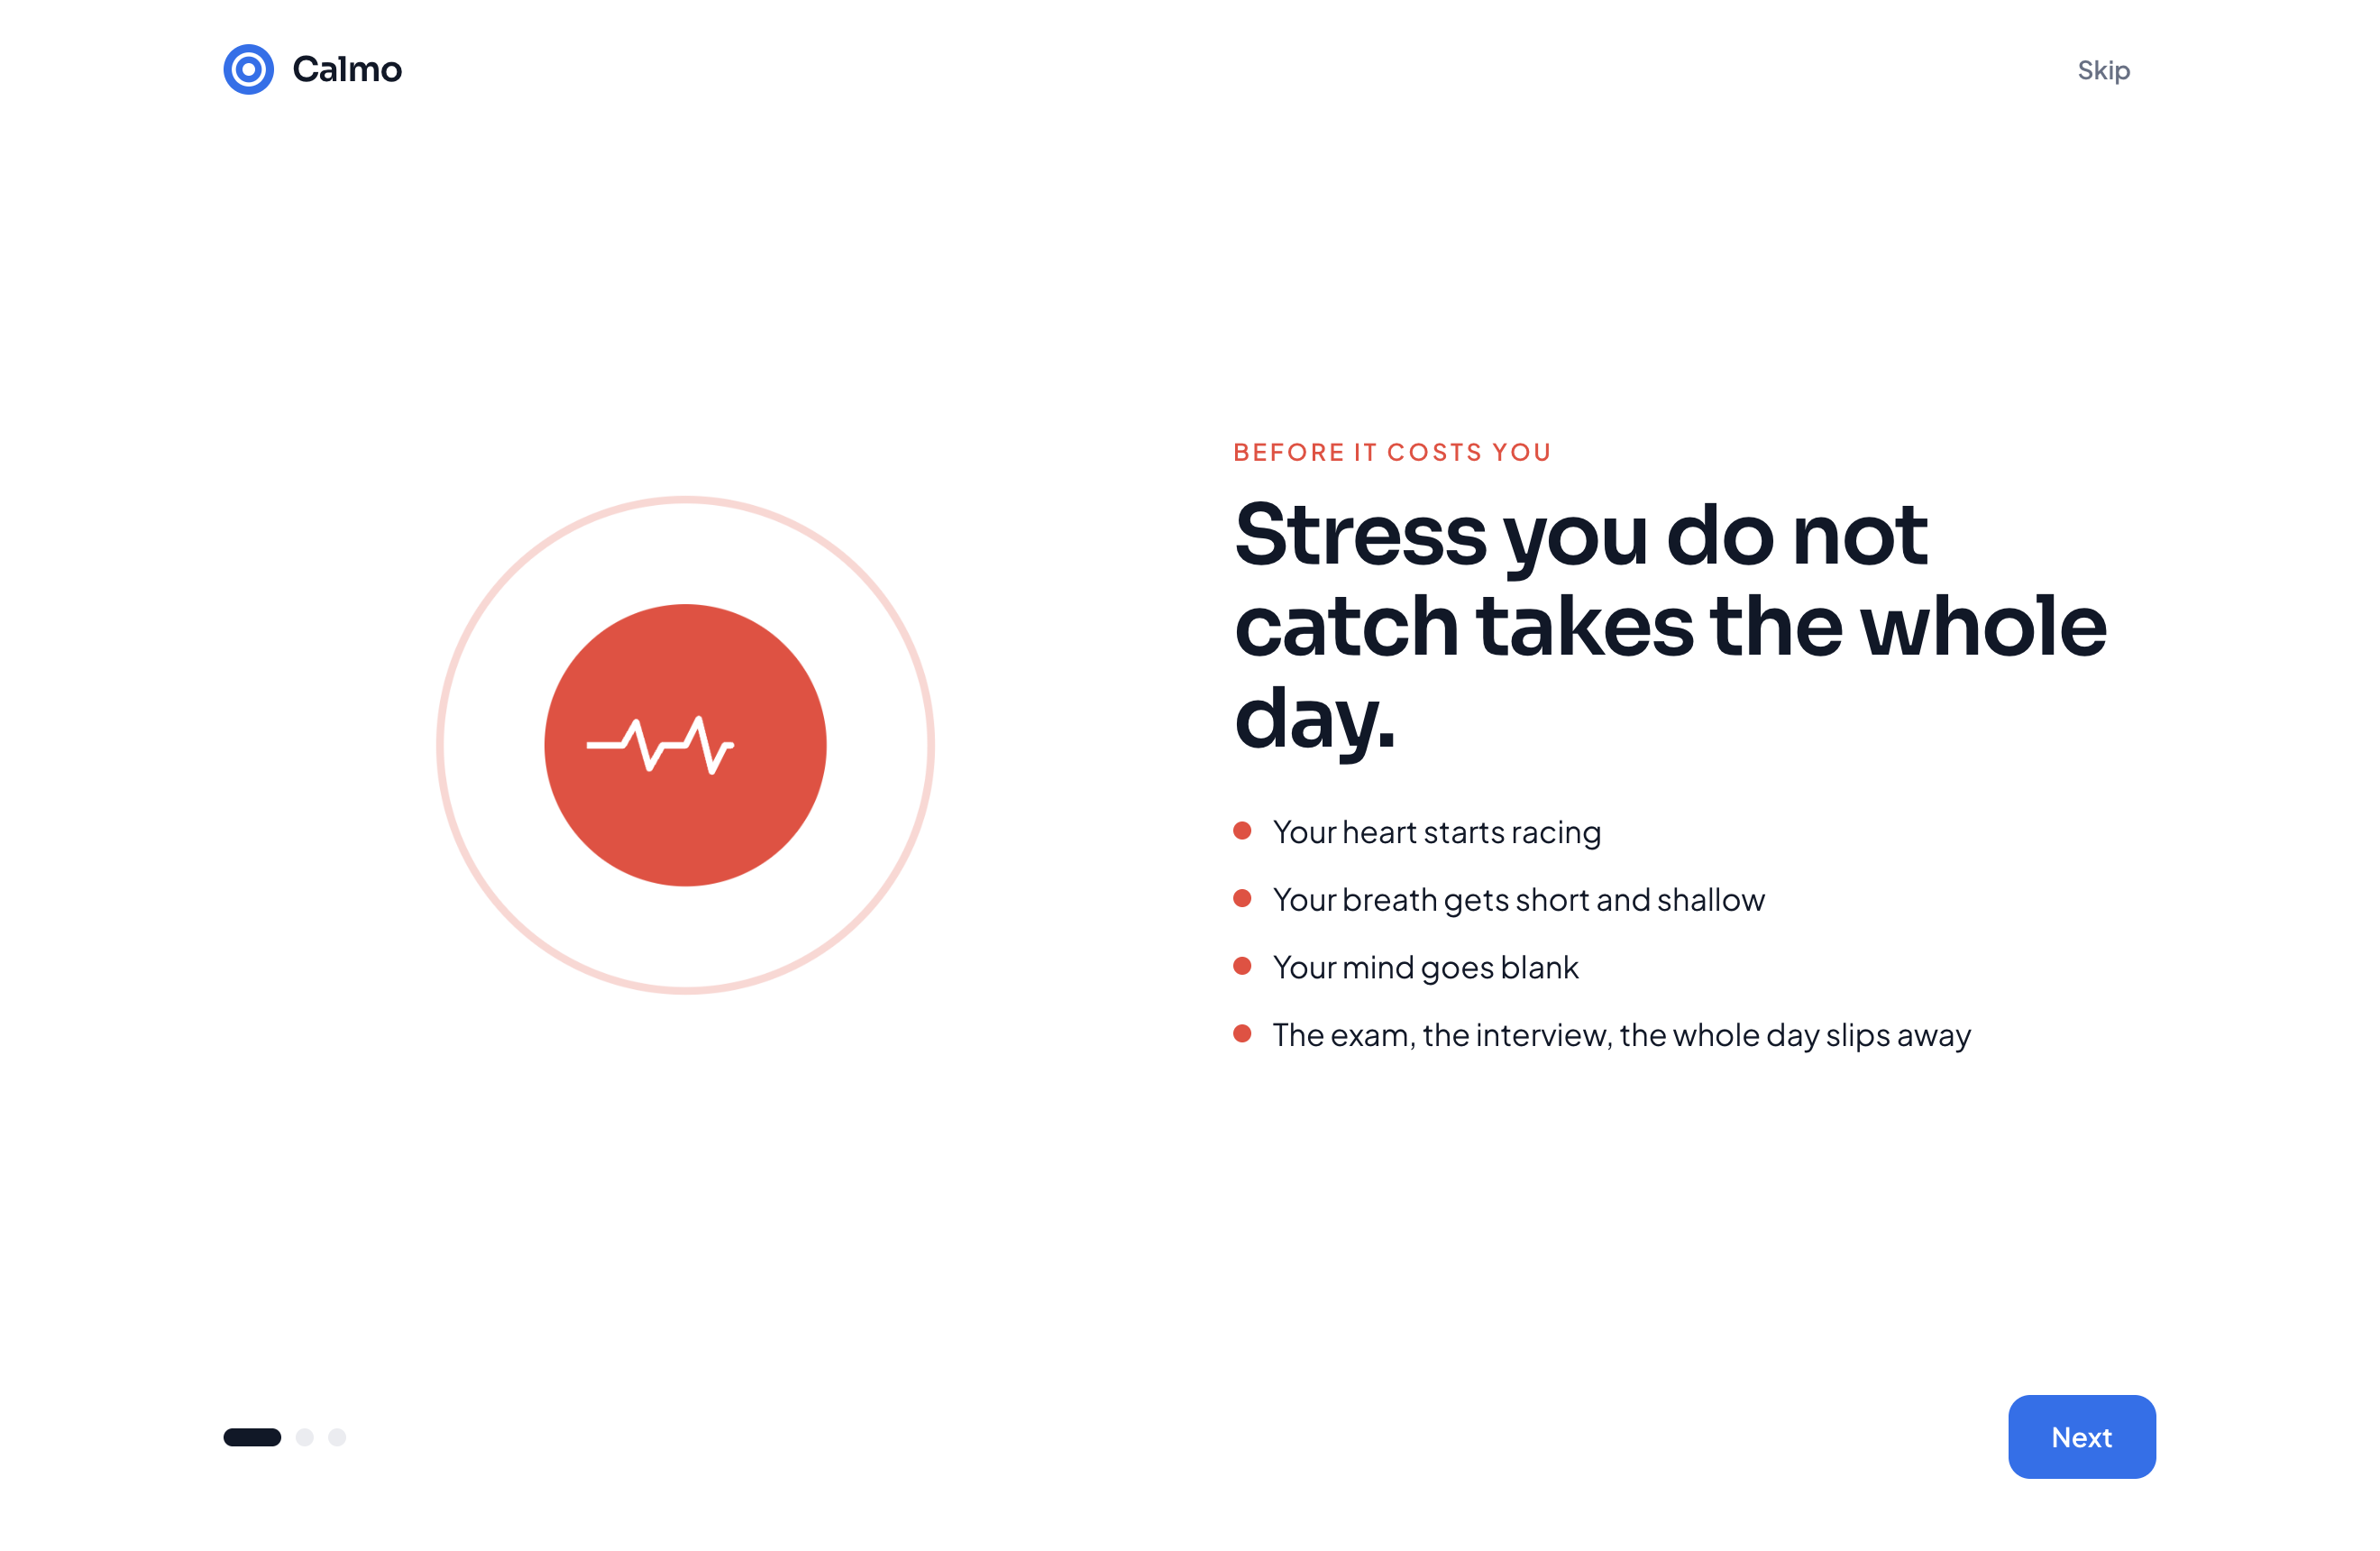 Calmo
Skip
BEFORE IT COSTS YOU
Stress you do not
catch takes the whole
day.
Your heart starts racing
Your breath gets short and shallow
Your mind goes blank
The exam, the interview, the whole day slips away
Next